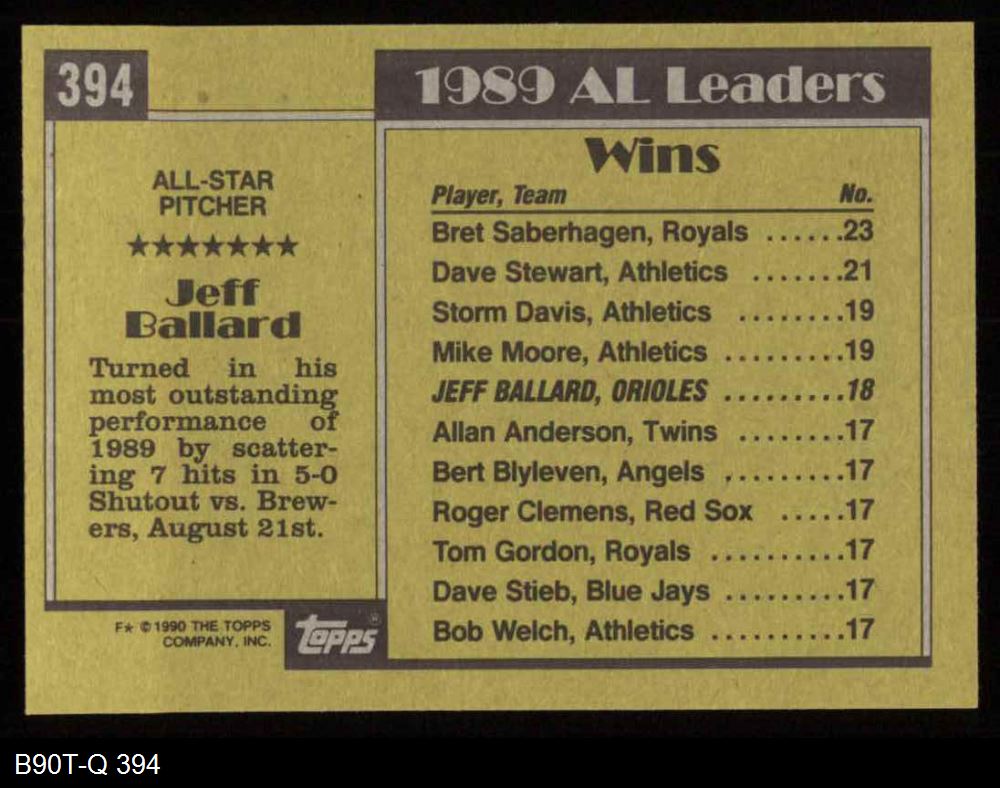 394
ALL-STAR
PITCHER
★★★★★★★
Jeff
Ballard
Turned in his
most outstanding
performance of
1989 by scatter-
ing 7 hits in 5-0
Shutout vs. Brew-
ers, August 21st.
F★ © 1990 THE TOPPS
COMPANY, INC.
topps®
1989 AL Leaders
Wins
Player, Team No.
Bret Saberhagen, Royals ......23
Dave Stewart, Athletics .......21
Storm Davis, Athletics ........19
Mike Moore, Athletics .........19
JEFF BALLARD, ORIOLES .........18
Allan Anderson, Twins ........17
Bert Blyleven, Angels .........17
Roger Clemens, Red Sox .....17
Tom Gordon, Royals ..........17
Dave Stieb, Blue Jays .........17
Bob Welch, Athletics ..........17
B90T-Q 394